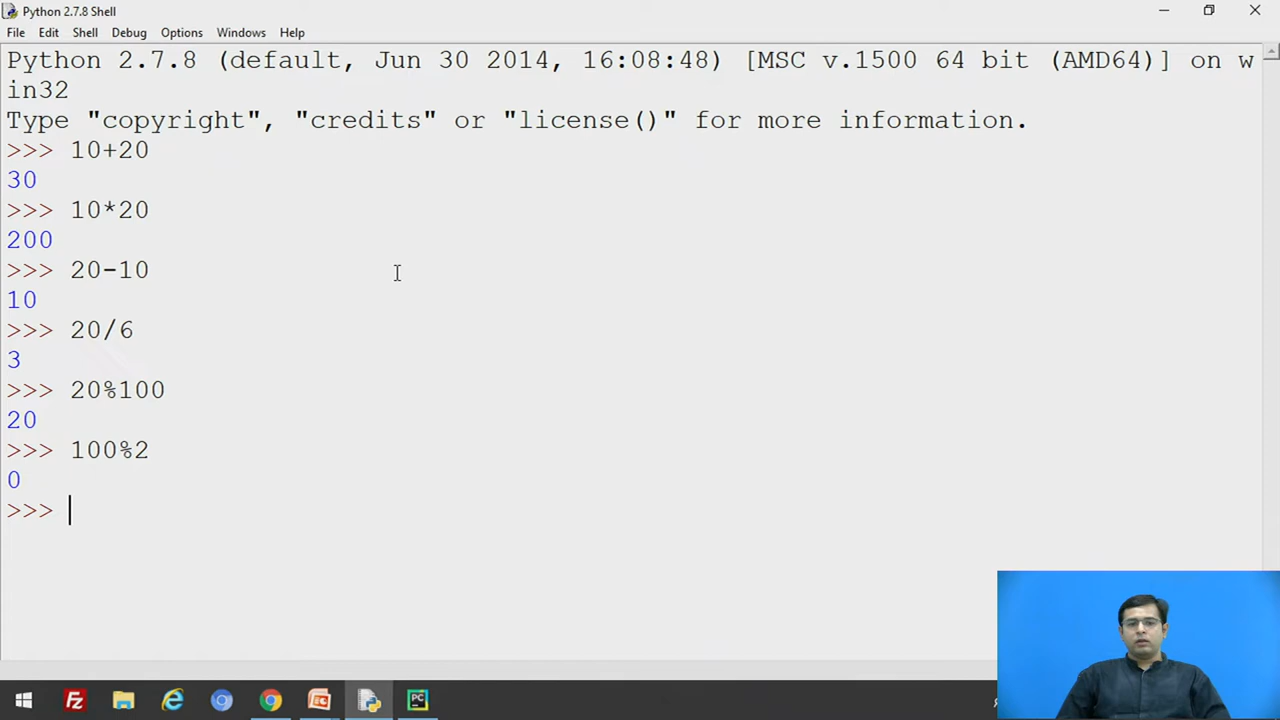 Python 2.7.8 Shell
File Edit Shell Debug Options Windows Help
Python 2.7.8 (default, Jun 30 2014, 16:08:48) [MSC v.1500 64 bit (AMD64)] on w
in32
Type "copyright", "credits" or "license()" for more information.
>>> 10+20
30
>>> 10*20
200
>>> 20-10
10
>>> 20/6
3
>>> 20%100
20
>>> 100%2
0
>>>
Fz
PC